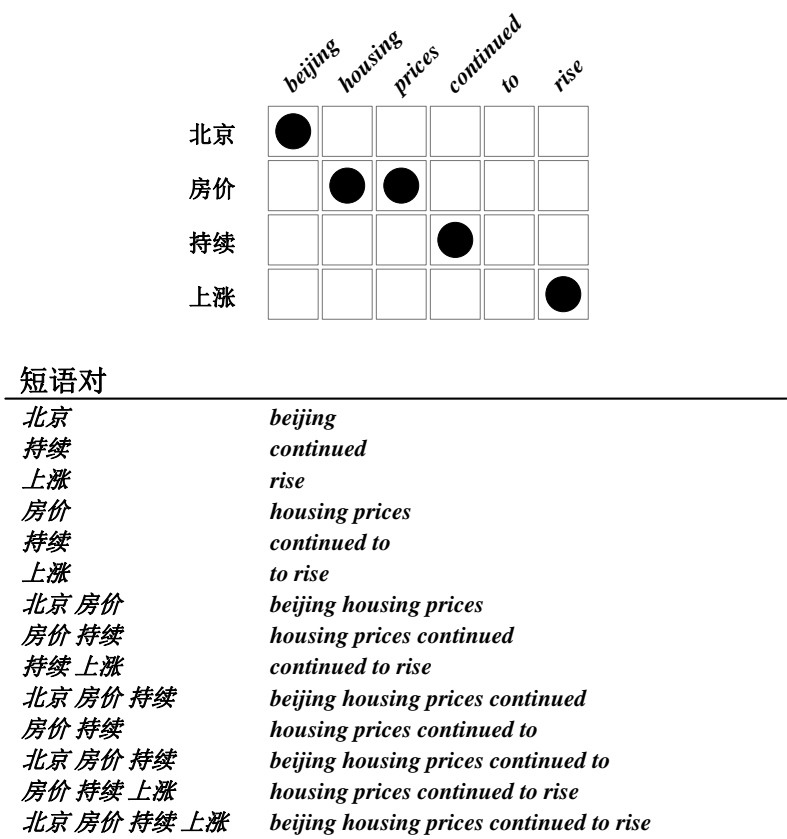 beijing housing prices continued to rise
北京
房价
持续
上涨
短语对
北京 beijing
持续 continued
上涨 rise
房价 housing prices
持续 continued to
上涨 to rise
北京 房价 beijing housing prices
房价 持续 housing prices continued
持续 上涨 continued to rise
北京 房价 持续 beijing housing prices continued
房价 持续 housing prices continued to
北京 房价 持续 beijing housing prices continued to
房价 持续 上涨 housing prices continued to rise
北京 房价 持续 上涨 beijing housing prices continued to rise